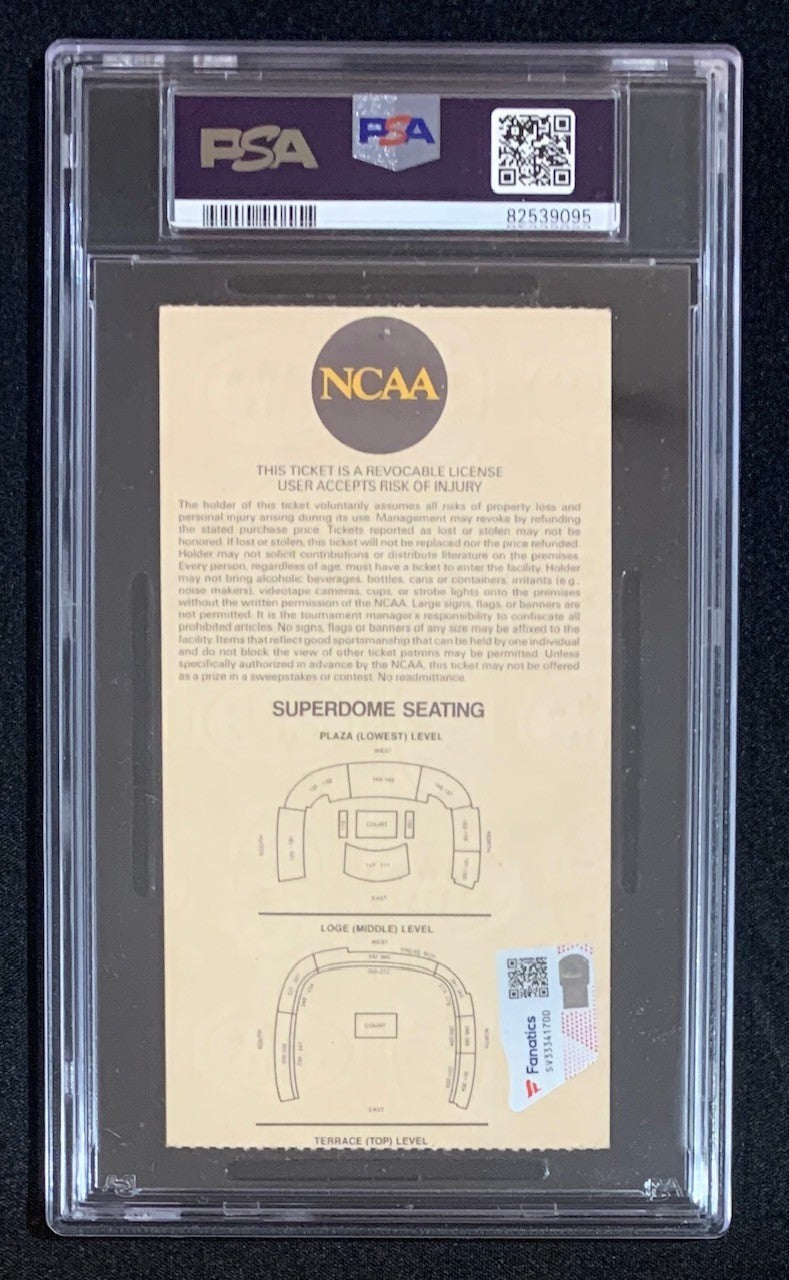 PSA PSA
82539095
NCAA
THIS TICKET IS A REVOCABLE LICENSE
USER ACCEPTS RISK OF INJURY
The holder of this ticket voluntarily assumes all risks of property loss and
personal injury arising during its use. Management may revoke by refunding
the stated purchase price. Tickets reported as lost or stolen may not be
honored. If lost or stolen, this ticket will not be replaced nor the price refunded.
Holder may not solicit contributions or distribute literature on the premises.
Every person, regardless of age, must have a ticket to enter the facility. Holder
may not bring alcoholic beverages, bottles, cans or containers, irritants (e.g.,
noise makers), videotape cameras, cups, or strobe lights onto the premises
without the written permission of the NCAA. Large signs, flags, or banners are
not permitted. It is the tournament manager's responsibility to confiscate all
prohibited articles. No signs, flags or banners of any size may be affixed to the
facility. Items that reflect good sportsmanship that can be held by one individual
and do not block the view of other ticket patrons may be permitted. Unless
specifically authorized in advance by the NCAA, this ticket may not be offered
as a prize in a sweepstakes or contest. No readmittance.
SUPERDOME SEATING
PLAZA (LOWEST) LEVEL
WEST
COURT
SOUTH
NORTH
EAST
LOGE (MIDDLE) LEVEL
WEST
PRESS BOX
COURT
SOUTH
NORTH
EAST
Fanatics
SV33341700
TERRACE (TOP) LEVEL